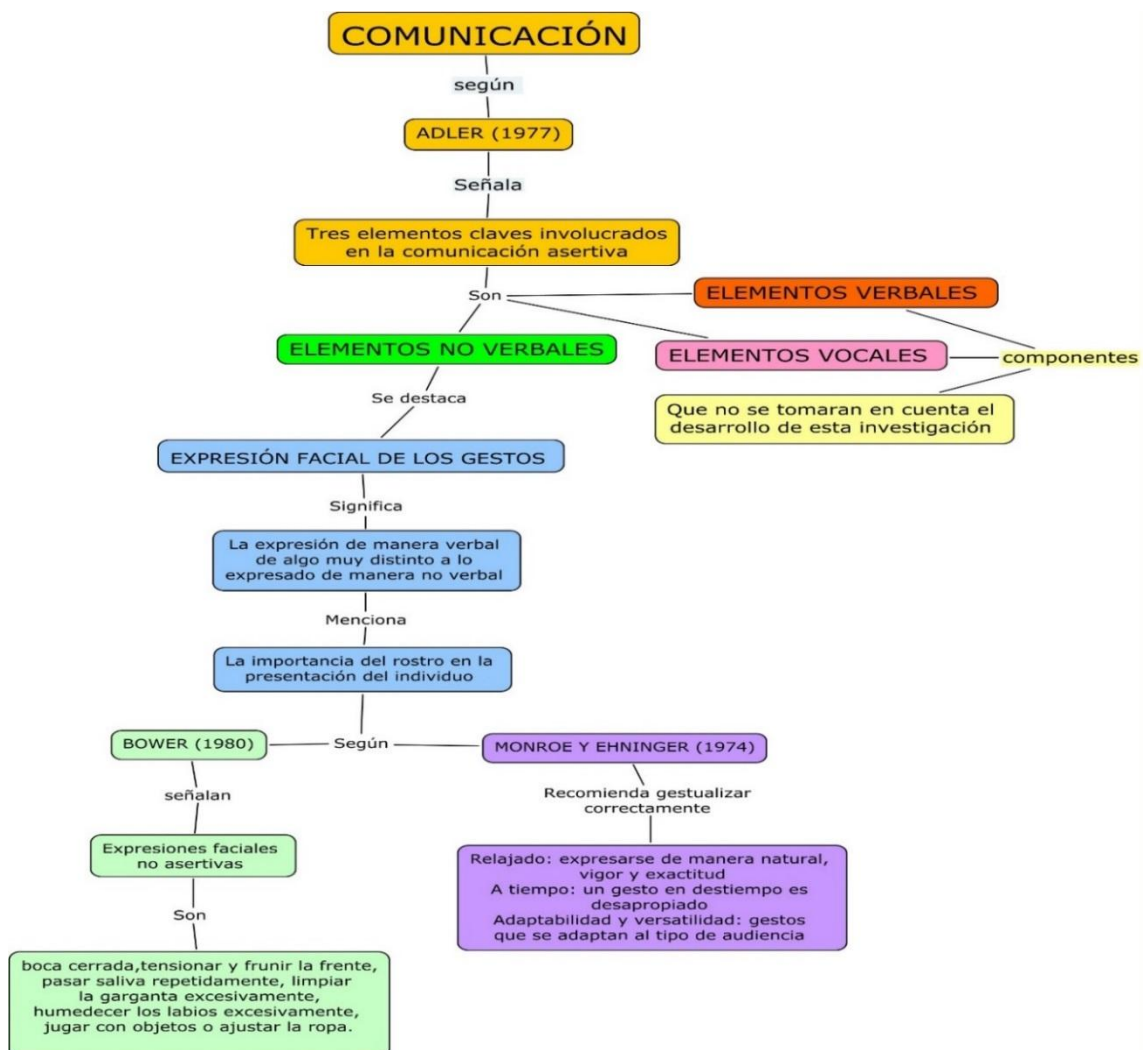 COMUNICACIÓN
según
ADLER (1977)
Señala
Tres elementos claves involucrados
en la comunicación asertiva
Son
ELEMENTOS VERBALES
ELEMENTOS NO VERBALES
ELEMENTOS VOCALES
componentes
Se destaca
Que no se tomaran en cuenta el
desarrollo de esta investigación
EXPRESIÓN FACIAL DE LOS GESTOS
Significa
La expresión de manera verbal
de algo muy distinto a lo
expresado de manera no verbal
Menciona
La importancia del rostro en la
presentación del individuo
BOWER (1980)
Según
MONROE Y EHNINGER (1974)
señalan
Recomienda gestualizar
correctamente
Expresiones faciales
no asertivas
Relajado: expresarse de manera natural,
vigor y exactitud
A tiempo: un gesto en destiempo es
desapropiado
Adaptabilidad y versatilidad: gestos
que se adaptan al tipo de audiencia
Son
boca cerrada,tensionar y frunir la frente,
pasar saliva repetidamente, limpiar
la garganta excesivamente,
humedecer los labios excesivamente,
jugar con objetos o ajustar la ropa.